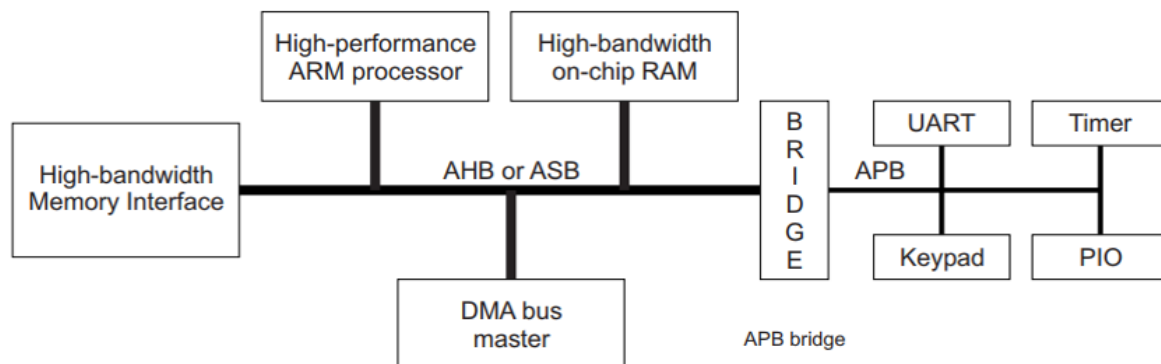 High-performance
ARM processor
High-bandwidth
on-chip RAM
High-bandwidth
Memory Interface
AHB or ASB
DMA bus
master
B
R
I
D
G
E
APB
UART
Timer
Keypad
PIO
APB bridge